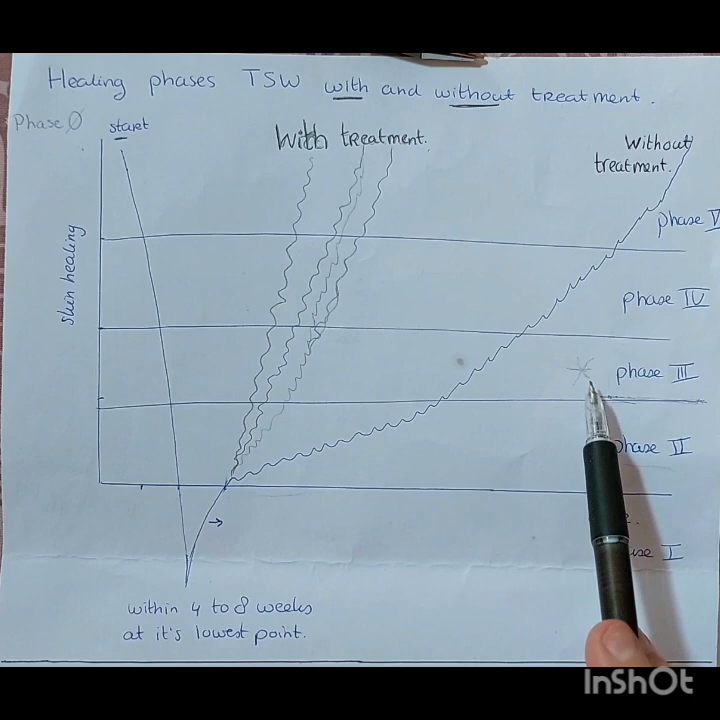 Healing phases TSW with and without treatment.
Phase 0
start
With treatment.
Without
treatment.
skin healing
phase V
phase IV
phase III
phase II
I
within 4 to 8 weeks
at it's lowest point.
InShOt